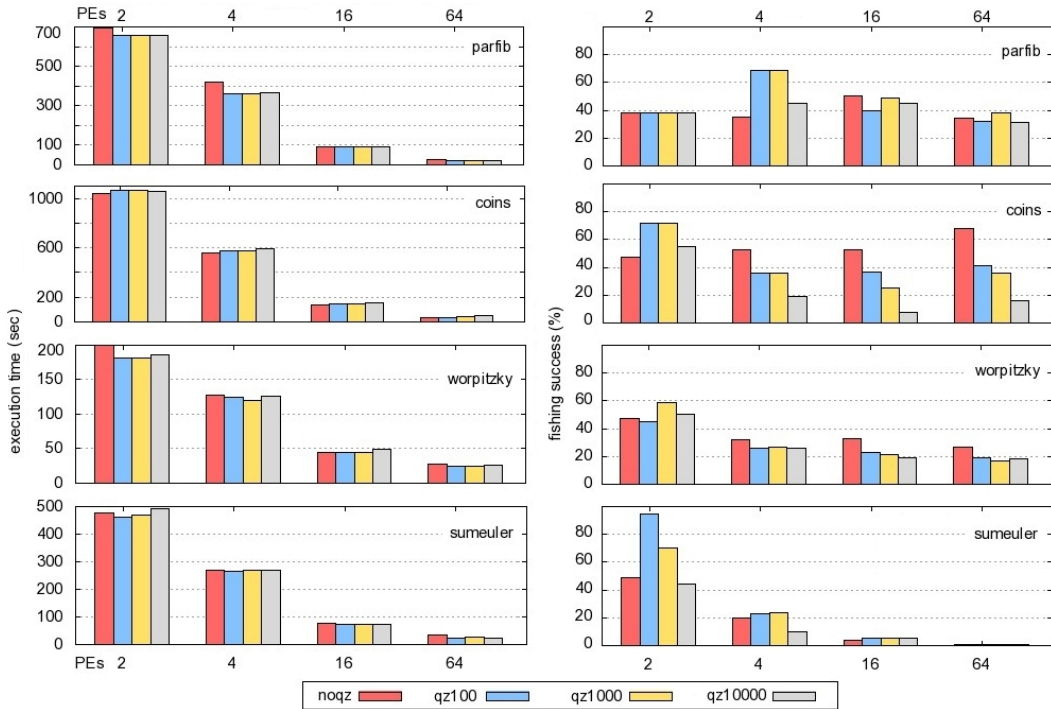 PEs 2 4 16 64
700
500
300
100
0
parfib
1000
600
200
0
coins
200
150
100
50
0
worpitzky
500
400
300
200
100
0
sumeuler
PEs 2 4 16 64
execution time (sec)
2 4 16 64
80
60
40
20
0
parfib
80
60
40
20
0
coins
80
60
40
20
0
worpitzky
80
60
40
20
0
sumeuler
2 4 16 64
fishing success (%)
noqz qz100 qz1000 qz10000